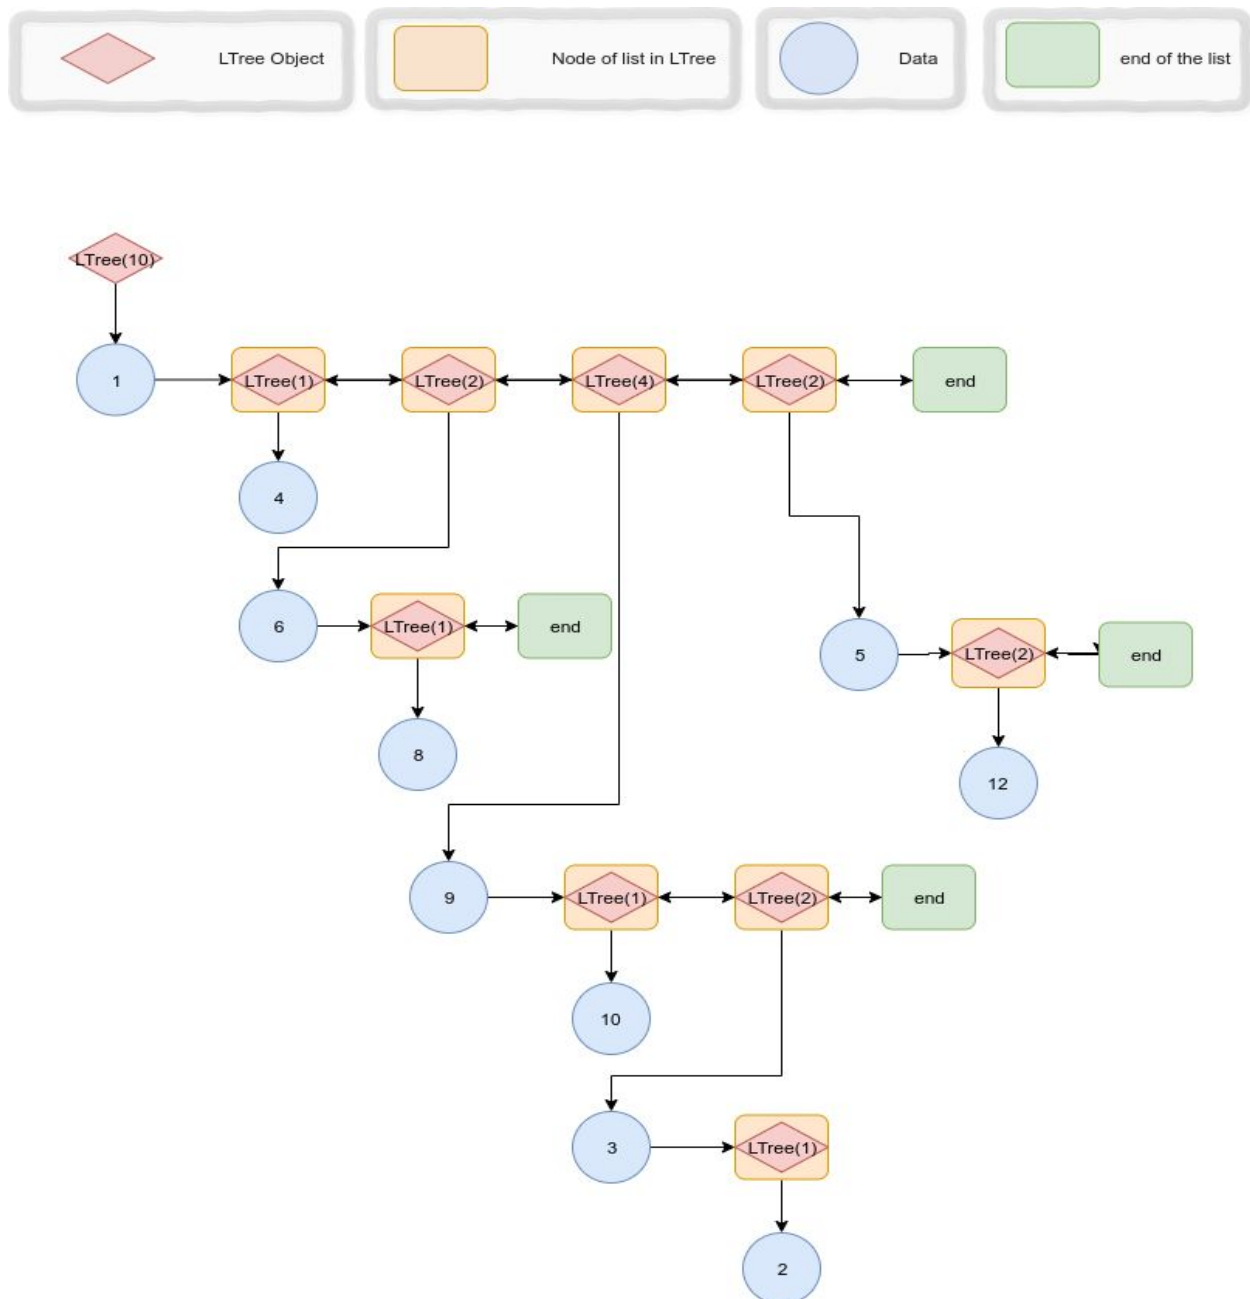 LTree Object
Node of list in LTree
Data
end of the list
LTree(10)
1
LTree(1)
LTree(2)
LTree(4)
LTree(2)
end
4
6
LTree(1)
end
5
LTree(2)
end
8
12
9
LTree(1)
LTree(2)
end
10
3
LTree(1)
2